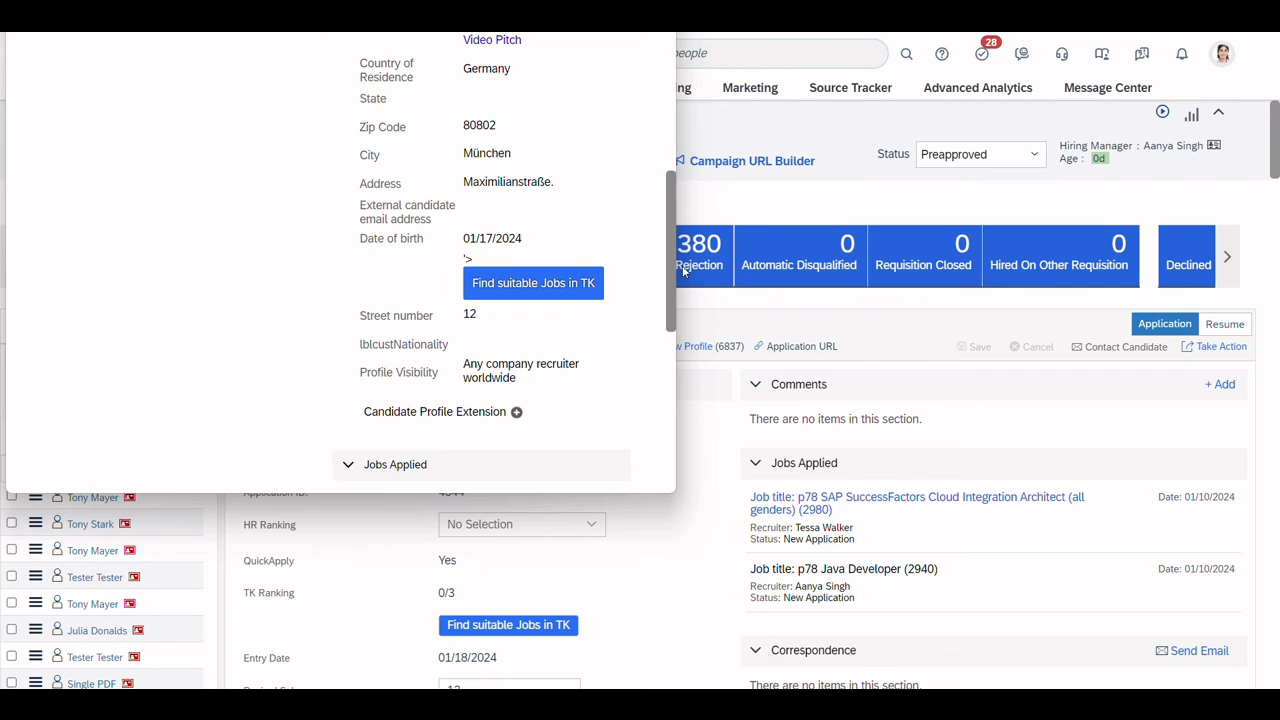 Video Pitch
Country of
Residence
Germany
State
Zip Code
80802
City
München
Address
Maximilianstraße.
External candidate
email address
Date of birth
01/17/2024
'>
Find suitable Jobs in TK
Street number
12
lblcustNationality
Profile Visibility
Any company recruiter
worldwide
Candidate Profile Extension
Jobs Applied
people
28
ng Marketing Source Tracker Advanced Analytics Message Center
Campaign URL Builder
Status Preapproved
Hiring Manager : Aanya Singh
Age : 0d
380
Rejection
0
Automatic Disqualified
0
Requisition Closed
0
Hired On Other Requisition
Declined
Application Resume
w Profile (6837) Application URL
Save Cancel Contact Candidate Take Action
Comments + Add
There are no items in this section.
Jobs Applied
Job title: p78 SAP SuccessFactors Cloud Integration Architect (all
genders) (2980)
Date: 01/10/2024
Recruiter: Tessa Walker
Status: New Application
Job title: p78 Java Developer (2940)
Date: 01/10/2024
Recruiter: Aanya Singh
Status: New Application
Correspondence Send Email
There are no items in this section.
Tony Mayer
Tony Stark
Tony Mayer
Tester Tester
Tony Mayer
Julia Donalds
Tester Tester
Single PDF
Application ID:
HR Ranking
No Selection
QuickApply
Yes
TK Ranking
0/3
Find suitable Jobs in TK
Entry Date
01/18/2024